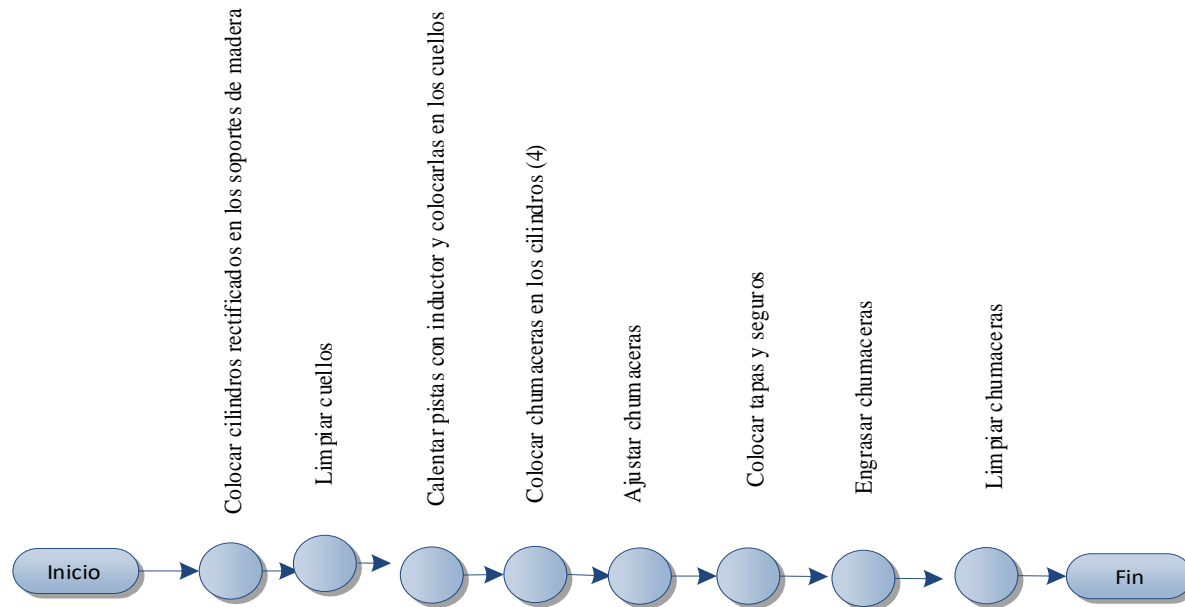 Inicio
Colocar cilindros rectificados en los soportes de madera
Limpiar cuellos
Calentar pistas con inductor y colocarlas en los cuellos
Colocar chumaceras en los cilindros (4)
Ajustar chumaceras
Colocar tapas y seguros
Engrasar chumaceras
Limpiar chumaceras
Fin